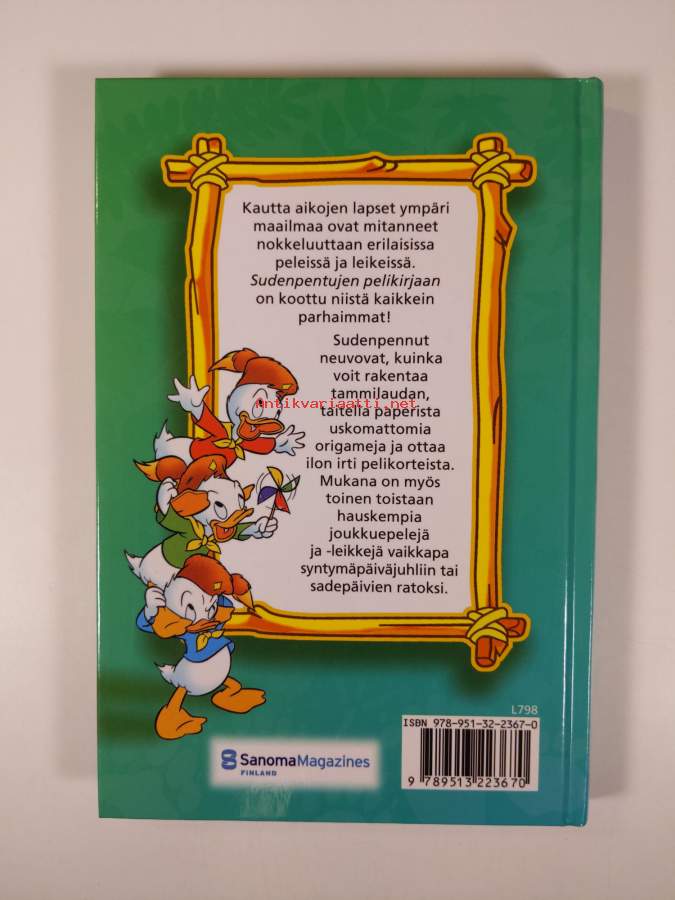 Kautta aikojen lapset ympäri
maailmaa ovat mitanneet
nokkeluuttaan erilaisissa
peleissä ja leikeissä.
Sudenpentujen pelikirjaan
on koottu niistä kaikkein
parhaimmat!
Sudenpennut
neuvovat, kuinka
voit rakentaa
tammilaudan,
taitella paperista
uskomattomia
origameja ja ottaa
ilon irti pelikorteista.
Mukana on myös
toinen toistaan
hauskempia
joukkuepelejä
ja -leikkejä vaikkapa
syntymäpäiväjuhliin tai
sadepäivien ratoksi.
Antikvariaatti.net
L798
ISBN 978-951-32-2367-0
9 789513 223670
SanomaMagazines
FINLAND